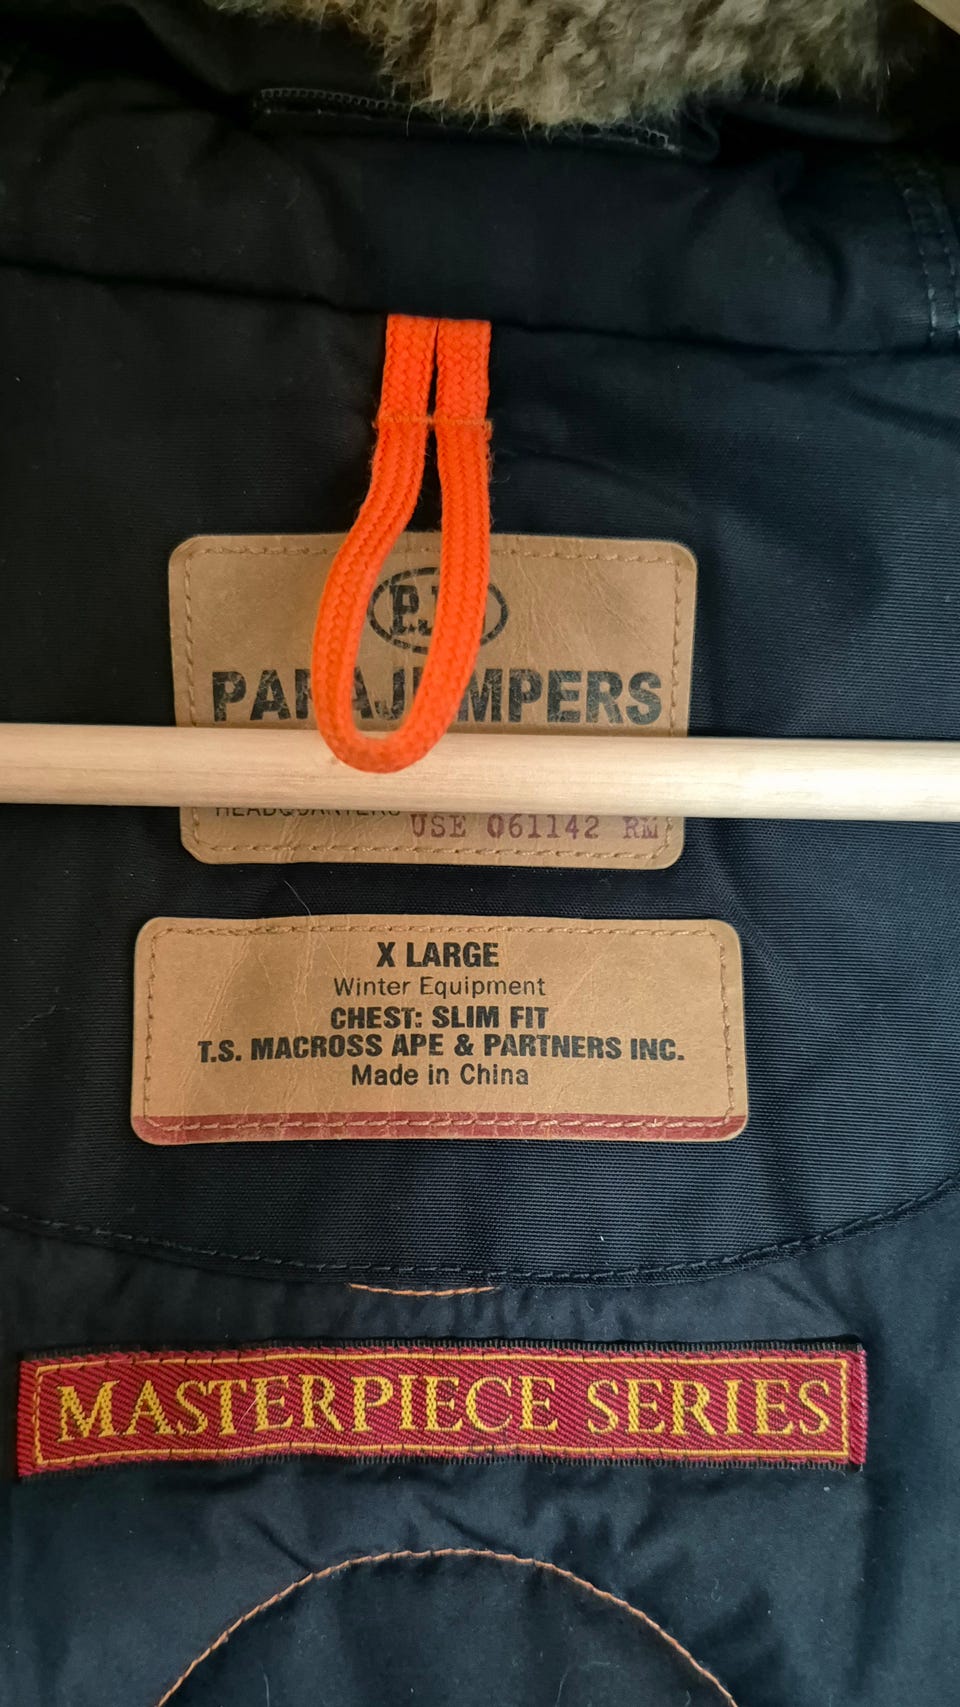 PARAJUMPERS
HEADQUARTERS USE 061142 RM
X LARGE
Winter Equipment
CHEST: SLIM FIT
T.S. MACROSS APE & PARTNERS INC.
Made in China
MASTERPIECE SERIES